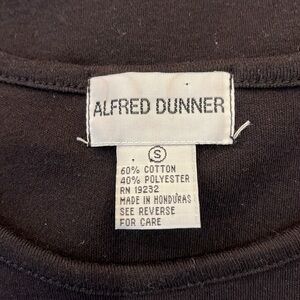 ALFRED DUNNER
S
60% COTTON
40% POLYESTER
RN 19232
MADE IN HONDURAS
SEE REVERSE
FOR CARE